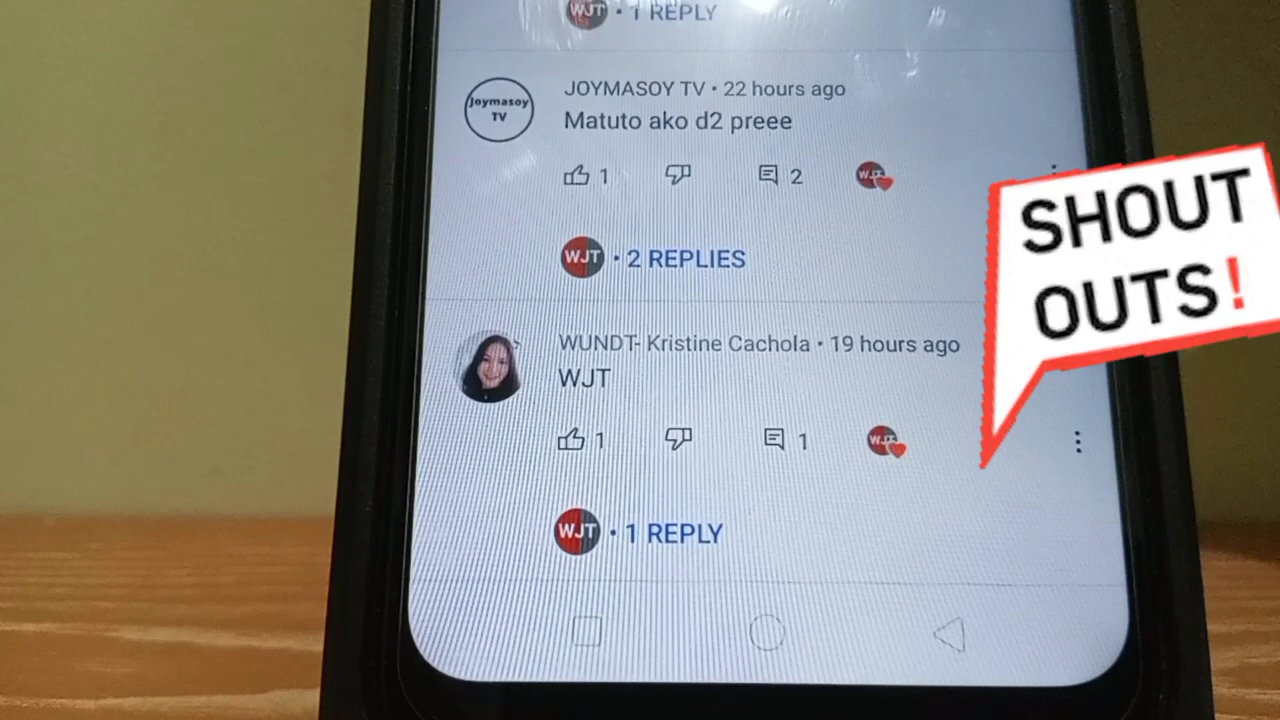 WJT • 1 REPLY
Joymasoy
TV
JOYMASOY TV • 22 hours ago
Matuto ako d2 preee
1 2 WJT
WJT • 2 REPLIES
WUNDT- Kristine Cachola • 19 hours ago
WJT
1 1 WJT
WJT • 1 REPLY
SHOUT
OUTS!